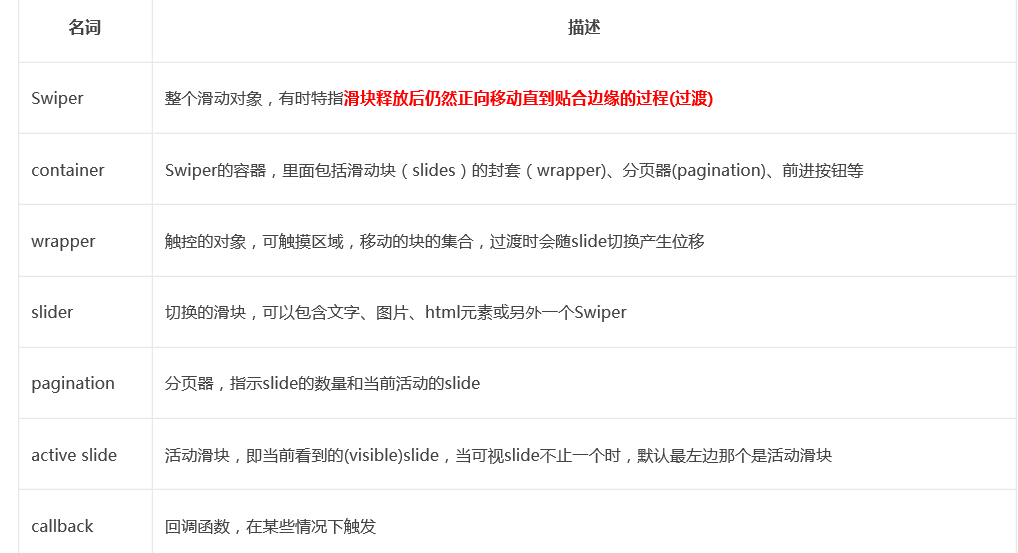 名词 描述
Swiper 整个滑动对象，有时特指滑块释放后仍然正向移动直到贴合边缘的过程(过渡)
container Swiper的容器，里面包括滑动块（slides）的封套（wrapper)、分页器(pagination)、前进按钮等
wrapper 触控的对象，可触摸区域，移动的块的集合，过渡时会随slide切换产生位移
slider 切换的滑块，可以包含文字、图片、html元素或另外一个Swiper
pagination 分页器，指示slide的数量和当前活动的slide
active slide 活动滑块，即当前看到的(visible)slide，当可视slide不止一个时，默认最左边那个是活动滑块
callback 回调函数，在某些情况下触发